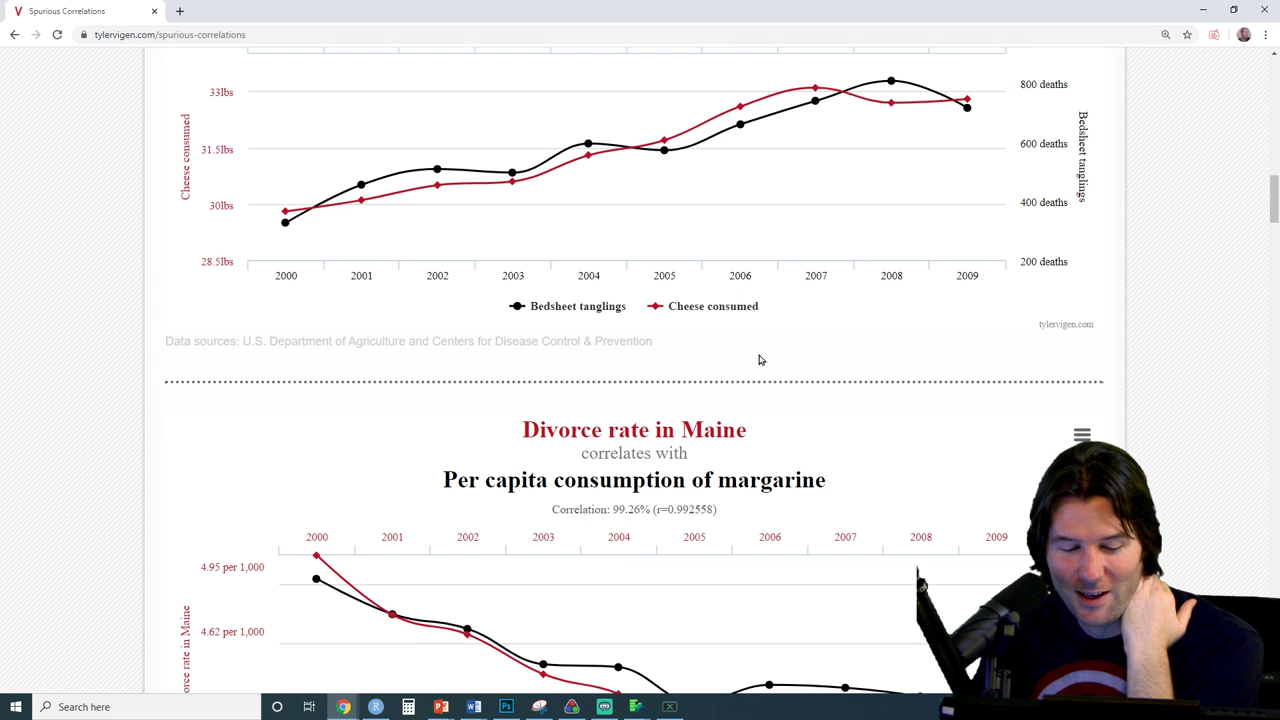 Spurious Correlations
tylervigen.com/spurious-correlations
33lbs
31.5lbs
30lbs
28.5lbs
Cheese consumed
800 deaths
600 deaths
400 deaths
200 deaths
Bedsheet tanglings
2000 2001 2002 2003 2004 2005 2006 2007 2008 2009
Bedsheet tanglings Cheese consumed
tylervigen.com
Data sources: U.S. Department of Agriculture and Centers for Disease Control & Prevention
Divorce rate in Maine
correlates with
Per capita consumption of margarine
Correlation: 99.26% (r=0.992558)
2000 2001 2002 2003 2004 2005 2006 2007 2008 2009
4.95 per 1,000
4.62 per 1,000
orce rate in Maine
Search here